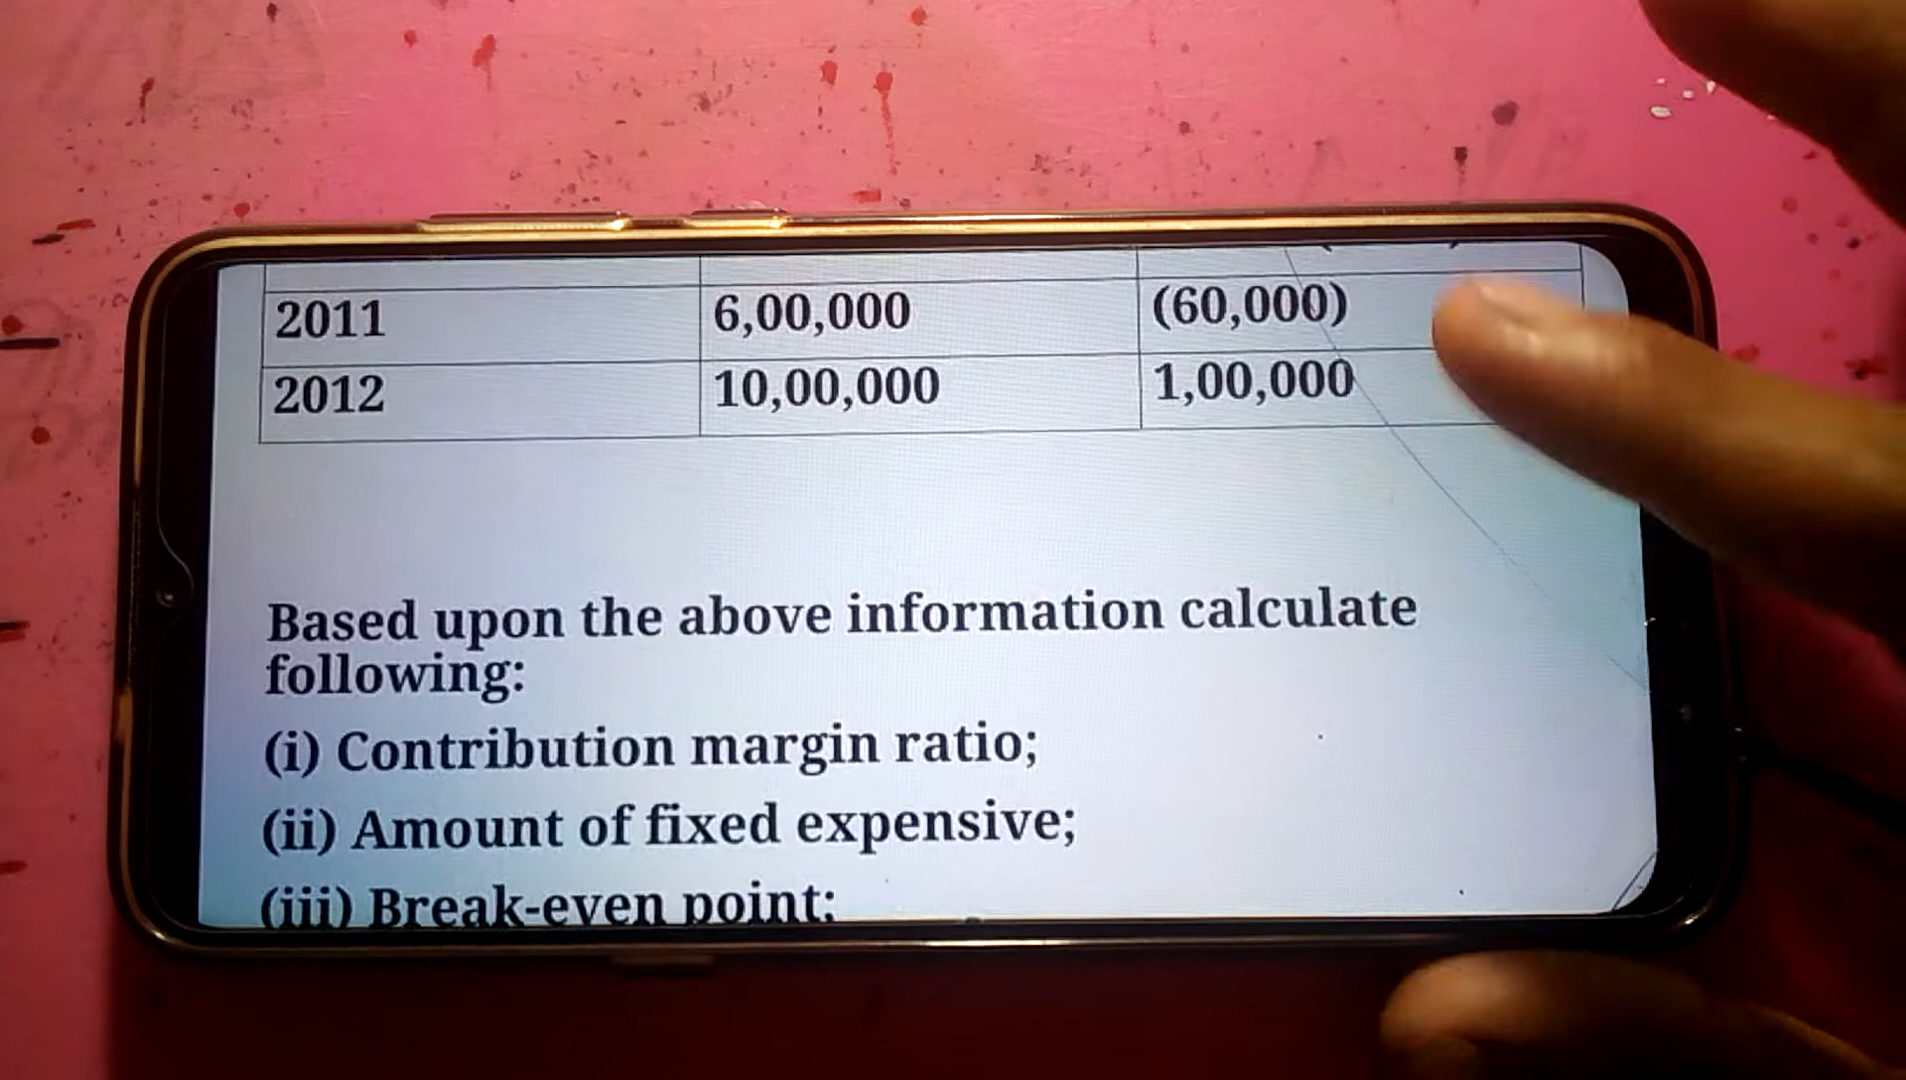 2011 6,00,000 (60,000)
2012 10,00,000 1,00,000
Based upon the above information calculate
following:
(i) Contribution margin ratio;
(ii) Amount of fixed expensive;
(iii) Break-even point;